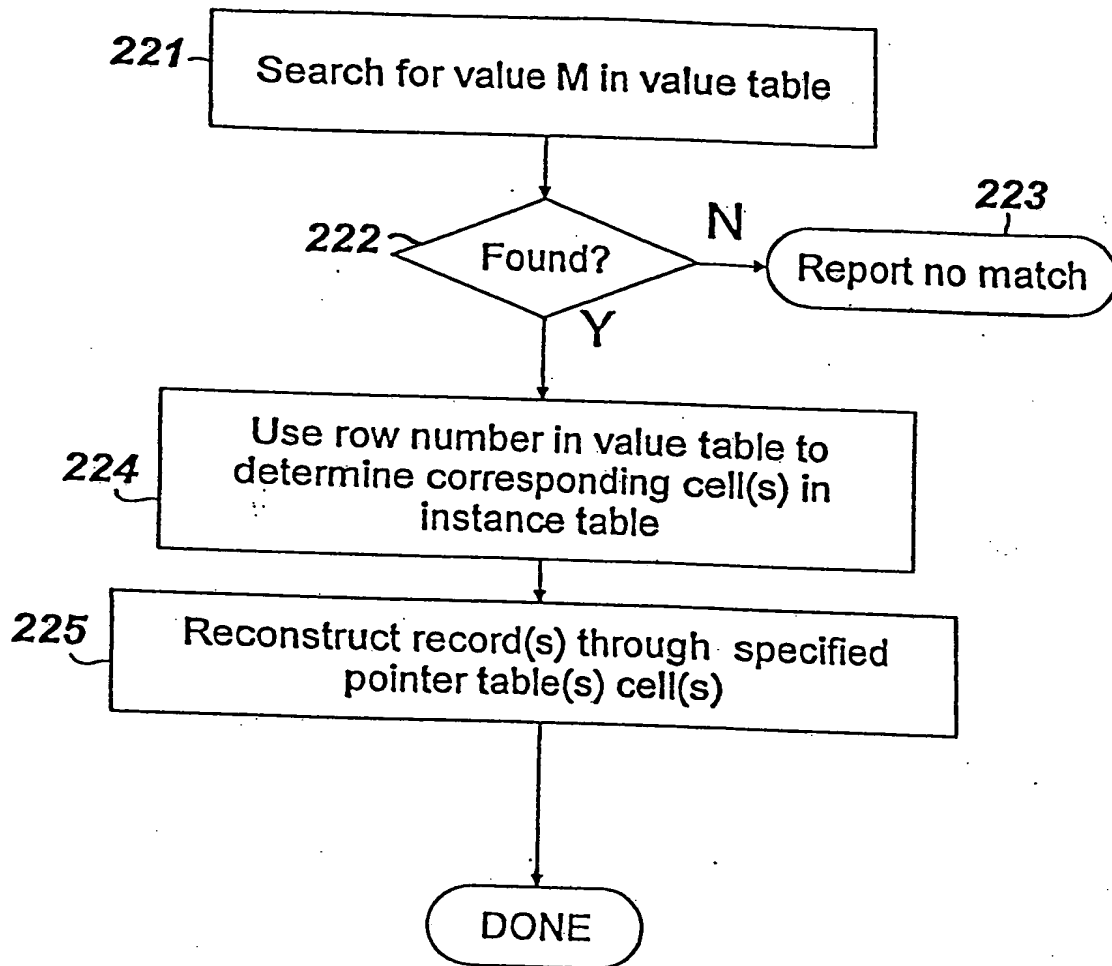 221
Search for value M in value table
222
Found?
N
223
Report no match
Y
224
Use row number in value table to
determine corresponding cell(s) in
instance table
225
Reconstruct record(s) through specified
pointer table(s) cell(s)
DONE